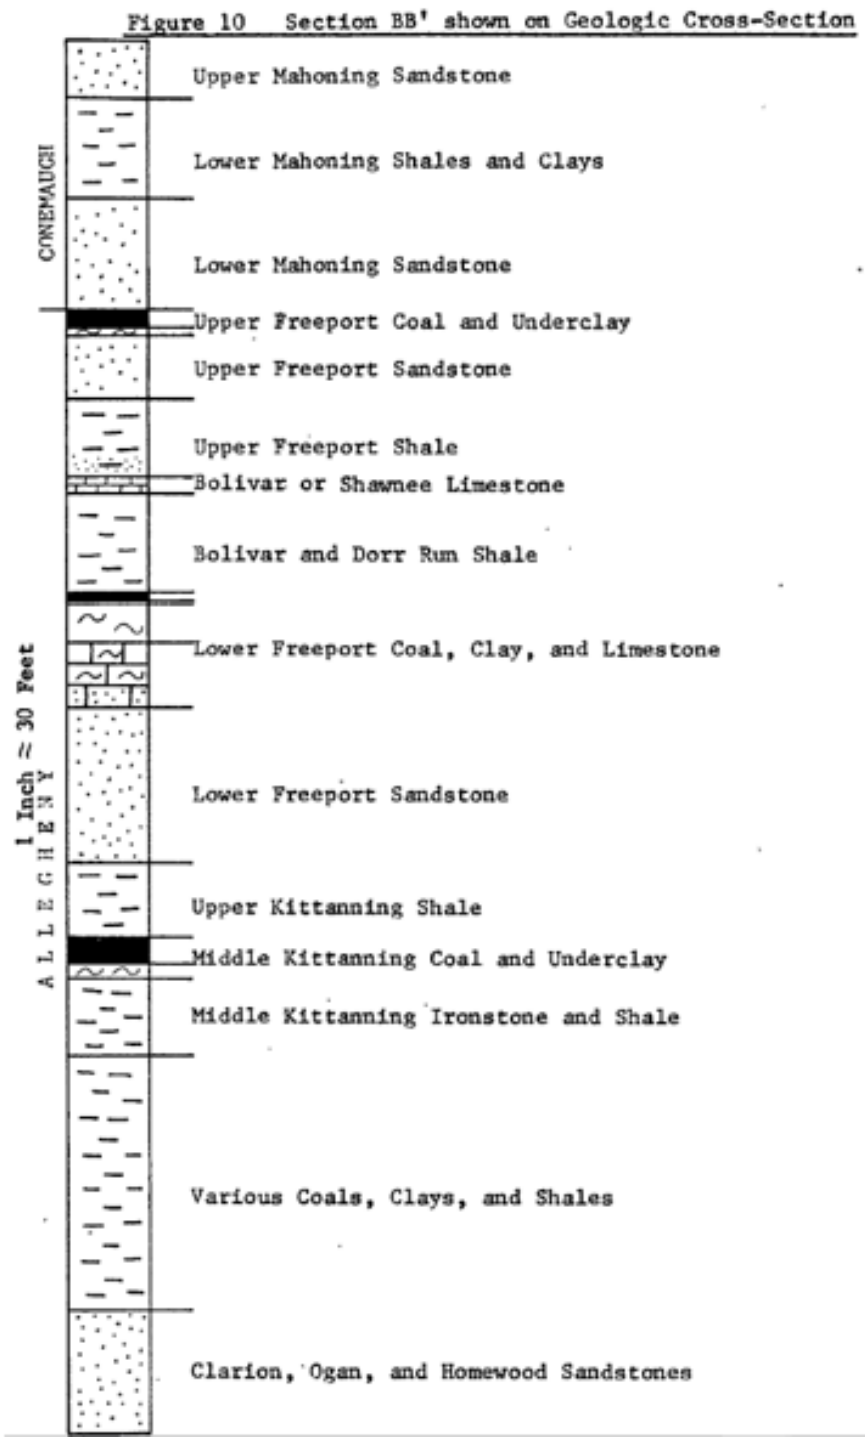 Figure 10 Section BB' shown on Geologic Cross-Section
Upper Mahoning Sandstone
Lower Mahoning Shales and Clays
CONEMAUGH
Lower Mahoning Sandstone
Upper Freeport Coal and Underclay
Upper Freeport Sandstone
Upper Freeport Shale
Bolivar or Shawnee Limestone
Bolivar and Dorr Run Shale
Lower Freeport Coal, Clay, and Limestone
1 Inch ≈ 30 Feet
ALLEGHENY
Lower Freeport Sandstone
Upper Kittanning Shale
Middle Kittanning Coal and Underclay
Middle Kittanning Ironstone and Shale
Various Coals, Clays, and Shales
Clarion, Ogan, and Homewood Sandstones